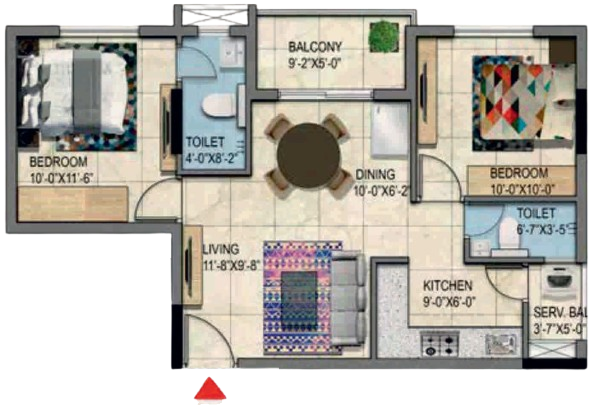 BALCONY
9'-2"X5'-0"
TOILET
4'-0"X8'-2"
BEDROOM
10'-0"X11'-6"
DINING
10'-0"X6'-2"
BEDROOM
10'-0"X10'-0"
TOILET
6'-7"X3'-5"
LIVING
11'-8"X9'-8"
KITCHEN
9'-0"X6'-0"
SERV. BAL
3'-7"X5'-0"